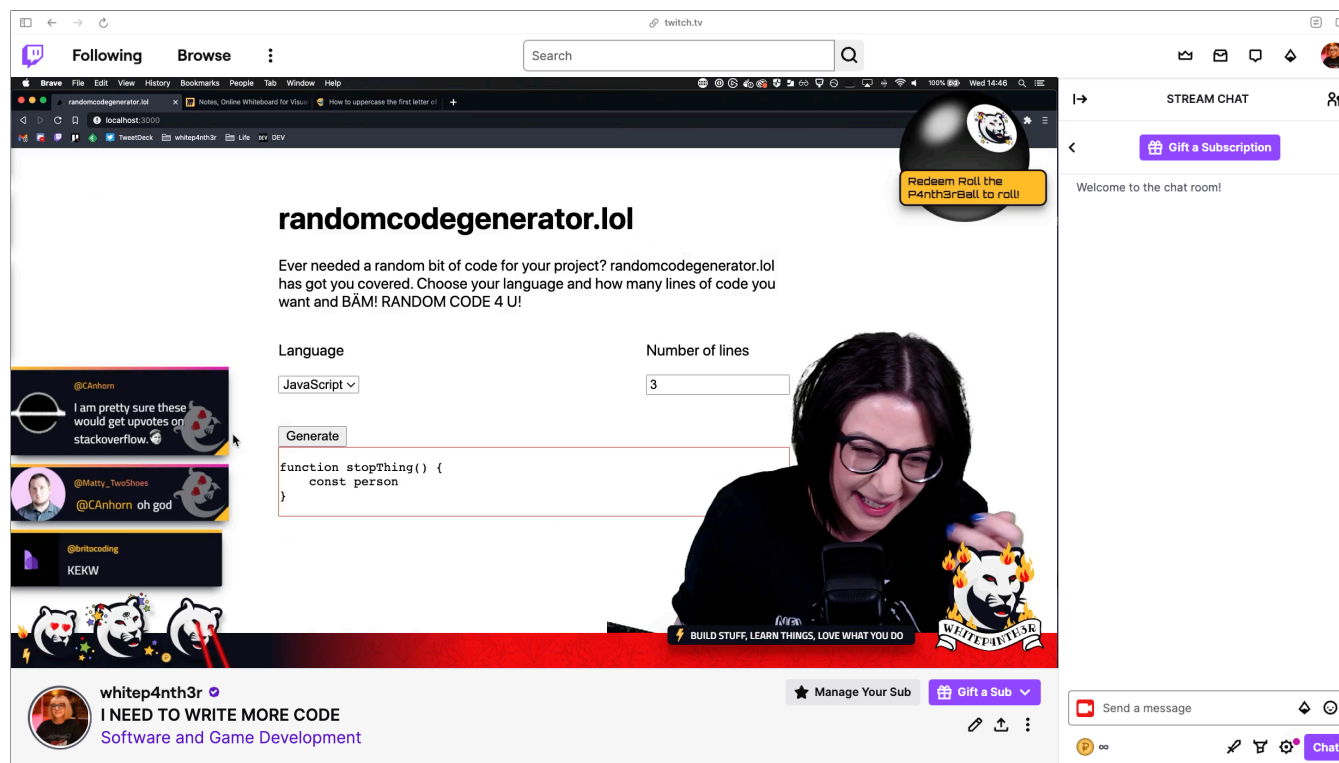 twitch.tv
Following Browse
Search
Brave File Edit View History Bookmarks People Tab Window Help
100% Wed 14:46
randomcodegenerator.lol
Notes, Online Whiteboard for Visua
How to uppercase the first letter of
localhost:3000
TweetDeck whitep4nth3r Life DEV DEV
STREAM CHAT
Gift a Subscription
Welcome to the chat room!
Redeem Roll the
P4nth3rBall to roll!
randomcodegenerator.lol
Ever needed a random bit of code for your project? randomcodegenerator.lol
has got you covered. Choose your language and how many lines of code you
want and BÄM! RANDOM CODE 4 U!
Language Number of lines
JavaScript 3
Generate
function stopThing() {
    const person
}
@CAnhorn
I am pretty sure these
would get upvotes on
stackoverflow.
@Matty_TwoShoes
@CAnhorn oh god
@britocoding
KEKW
BUILD STUFF, LEARN THINGS, LOVE WHAT YOU DO
WHITEP4NTH3R
whitep4nth3r
I NEED TO WRITE MORE CODE
Software and Game Development
Manage Your Sub
Gift a Sub
Send a message
Chat